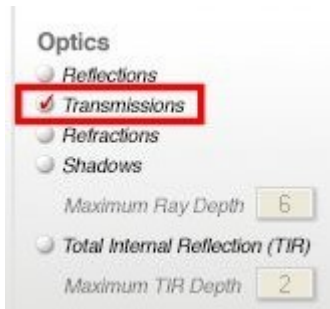 Optics
Reflections
Transmissions
Refractions
Shadows
Maximum Ray Depth 6
Total Internal Reflection (TIR)
Maximum TIR Depth 2